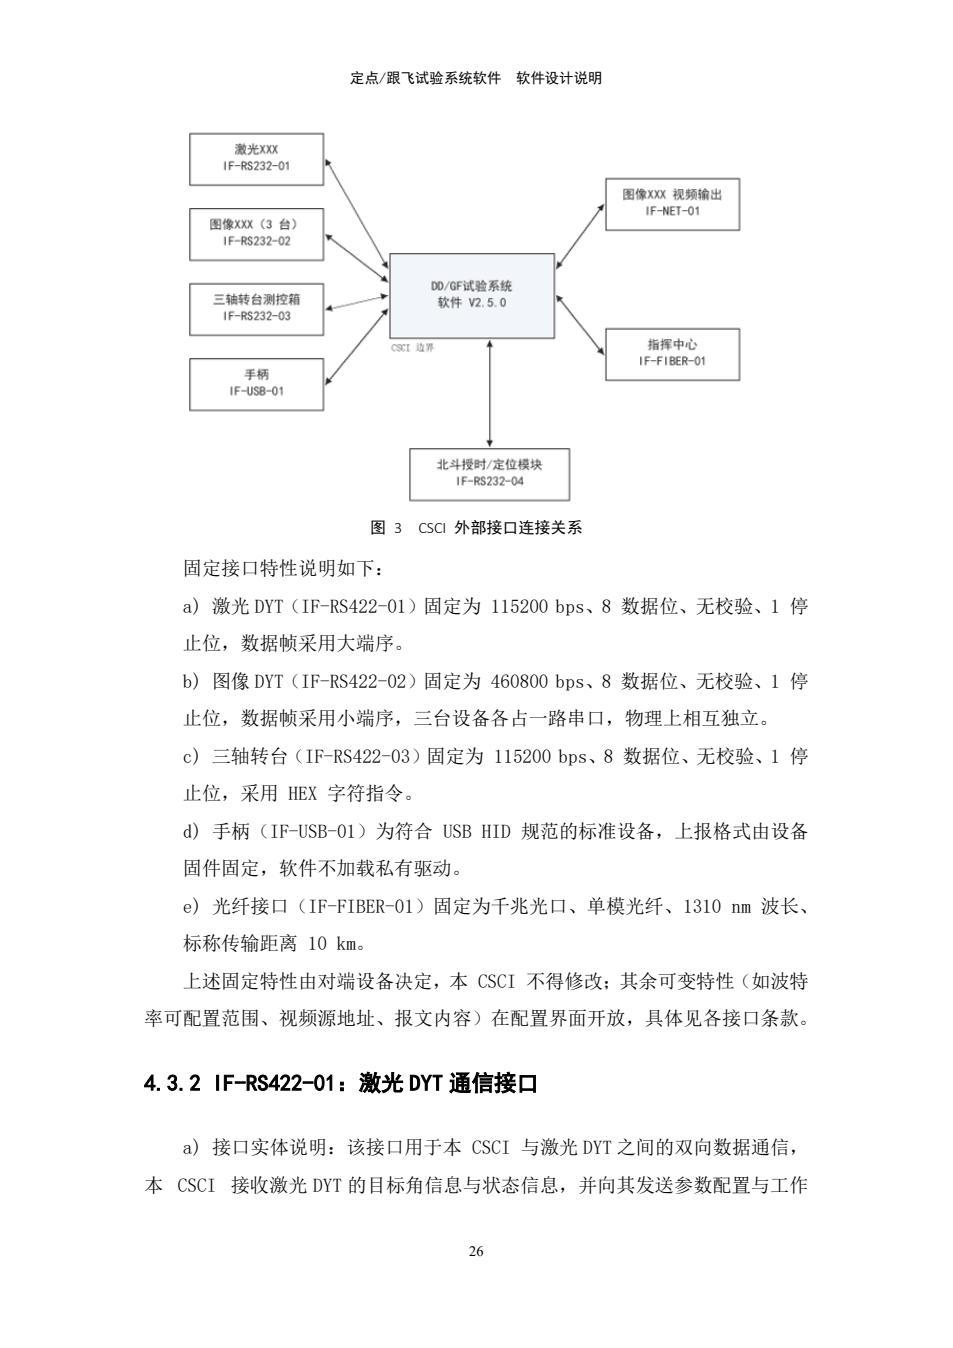 定点/跟飞试验系统软件 软件设计说明
激光XXX
IF-RS232-01
图像XXX 视频输出
IF-NET-01
图像XXX（3 台）
IF-RS232-02
DD/GF试验系统
软件 V2.5.0
三轴转台测控箱
IF-RS232-03
CSCI 边界
指挥中心
IF-FIBER-01
手柄
IF-USB-01
北斗授时/定位模块
IF-RS232-04
图 3 CSCI 外部接口连接关系
固定接口特性说明如下：
a）激光 DYT（IF-RS422-01）固定为 115200 bps、8 数据位、无校验、1 停
止位，数据帧采用大端序。
b）图像 DYT（IF-RS422-02）固定为 460800 bps、8 数据位、无校验、1 停
止位，数据帧采用小端序，三台设备各占一路串口，物理上相互独立。
c）三轴转台（IF-RS422-03）固定为 115200 bps、8 数据位、无校验、1 停
止位，采用 HEX 字符指令。
d）手柄（IF-USB-01）为符合 USB HID 规范的标准设备，上报格式由设备
固件固定，软件不加载私有驱动。
e）光纤接口（IF-FIBER-01）固定为千兆光口、单模光纤、1310 nm 波长、
标称传输距离 10 km。
上述固定特性由对端设备决定，本 CSCI 不得修改；其余可变特性（如波特
率可配置范围、视频源地址、报文内容）在配置界面开放，具体见各接口条款。
4.3.2 IF-RS422-01：激光 DYT 通信接口
a）接口实体说明：该接口用于本 CSCI 与激光 DYT 之间的双向数据通信，
本 CSCI 接收激光 DYT 的目标角信息与状态信息，并向其发送参数配置与工作
26